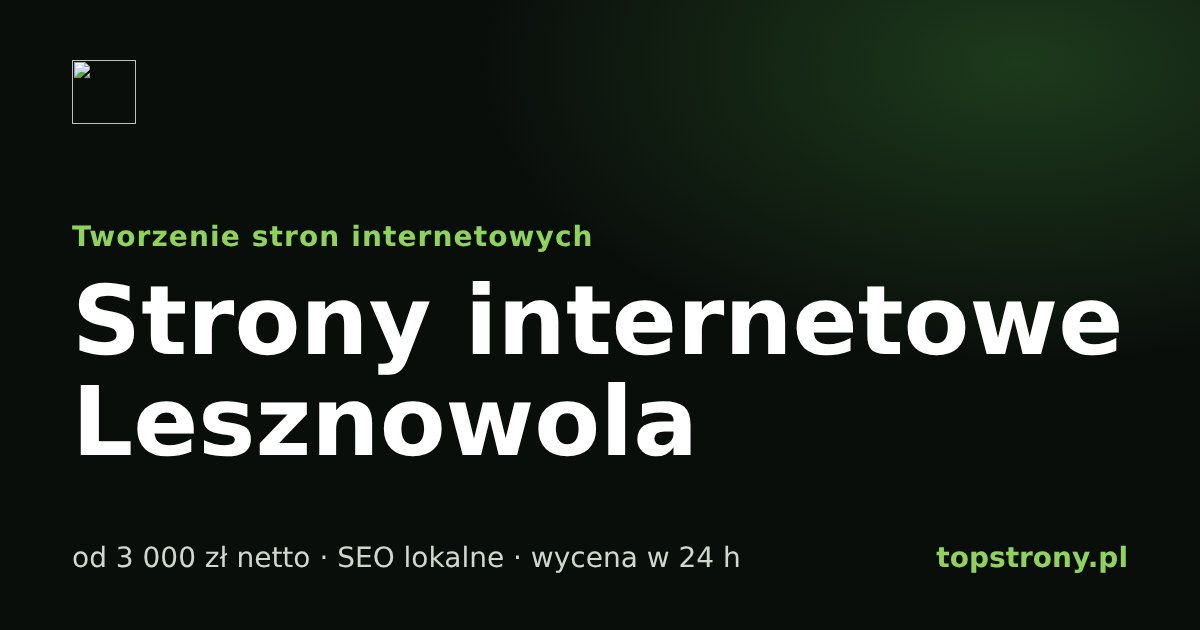 Tworzenie stron internetowych
Strony internetowe
Lesznowola
od 3 000 zł netto · SEO lokalne · wycena w 24 h
topstrony.pl